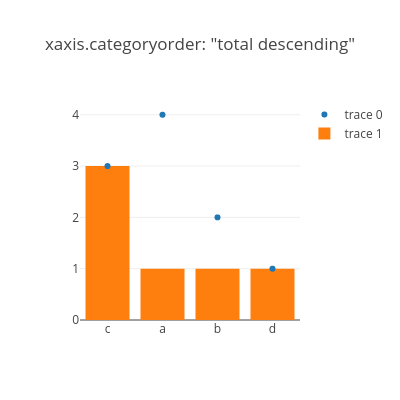 xaxis.categoryorder: "total descending"
4
3
2
1
0
c a b d
trace 0
trace 1